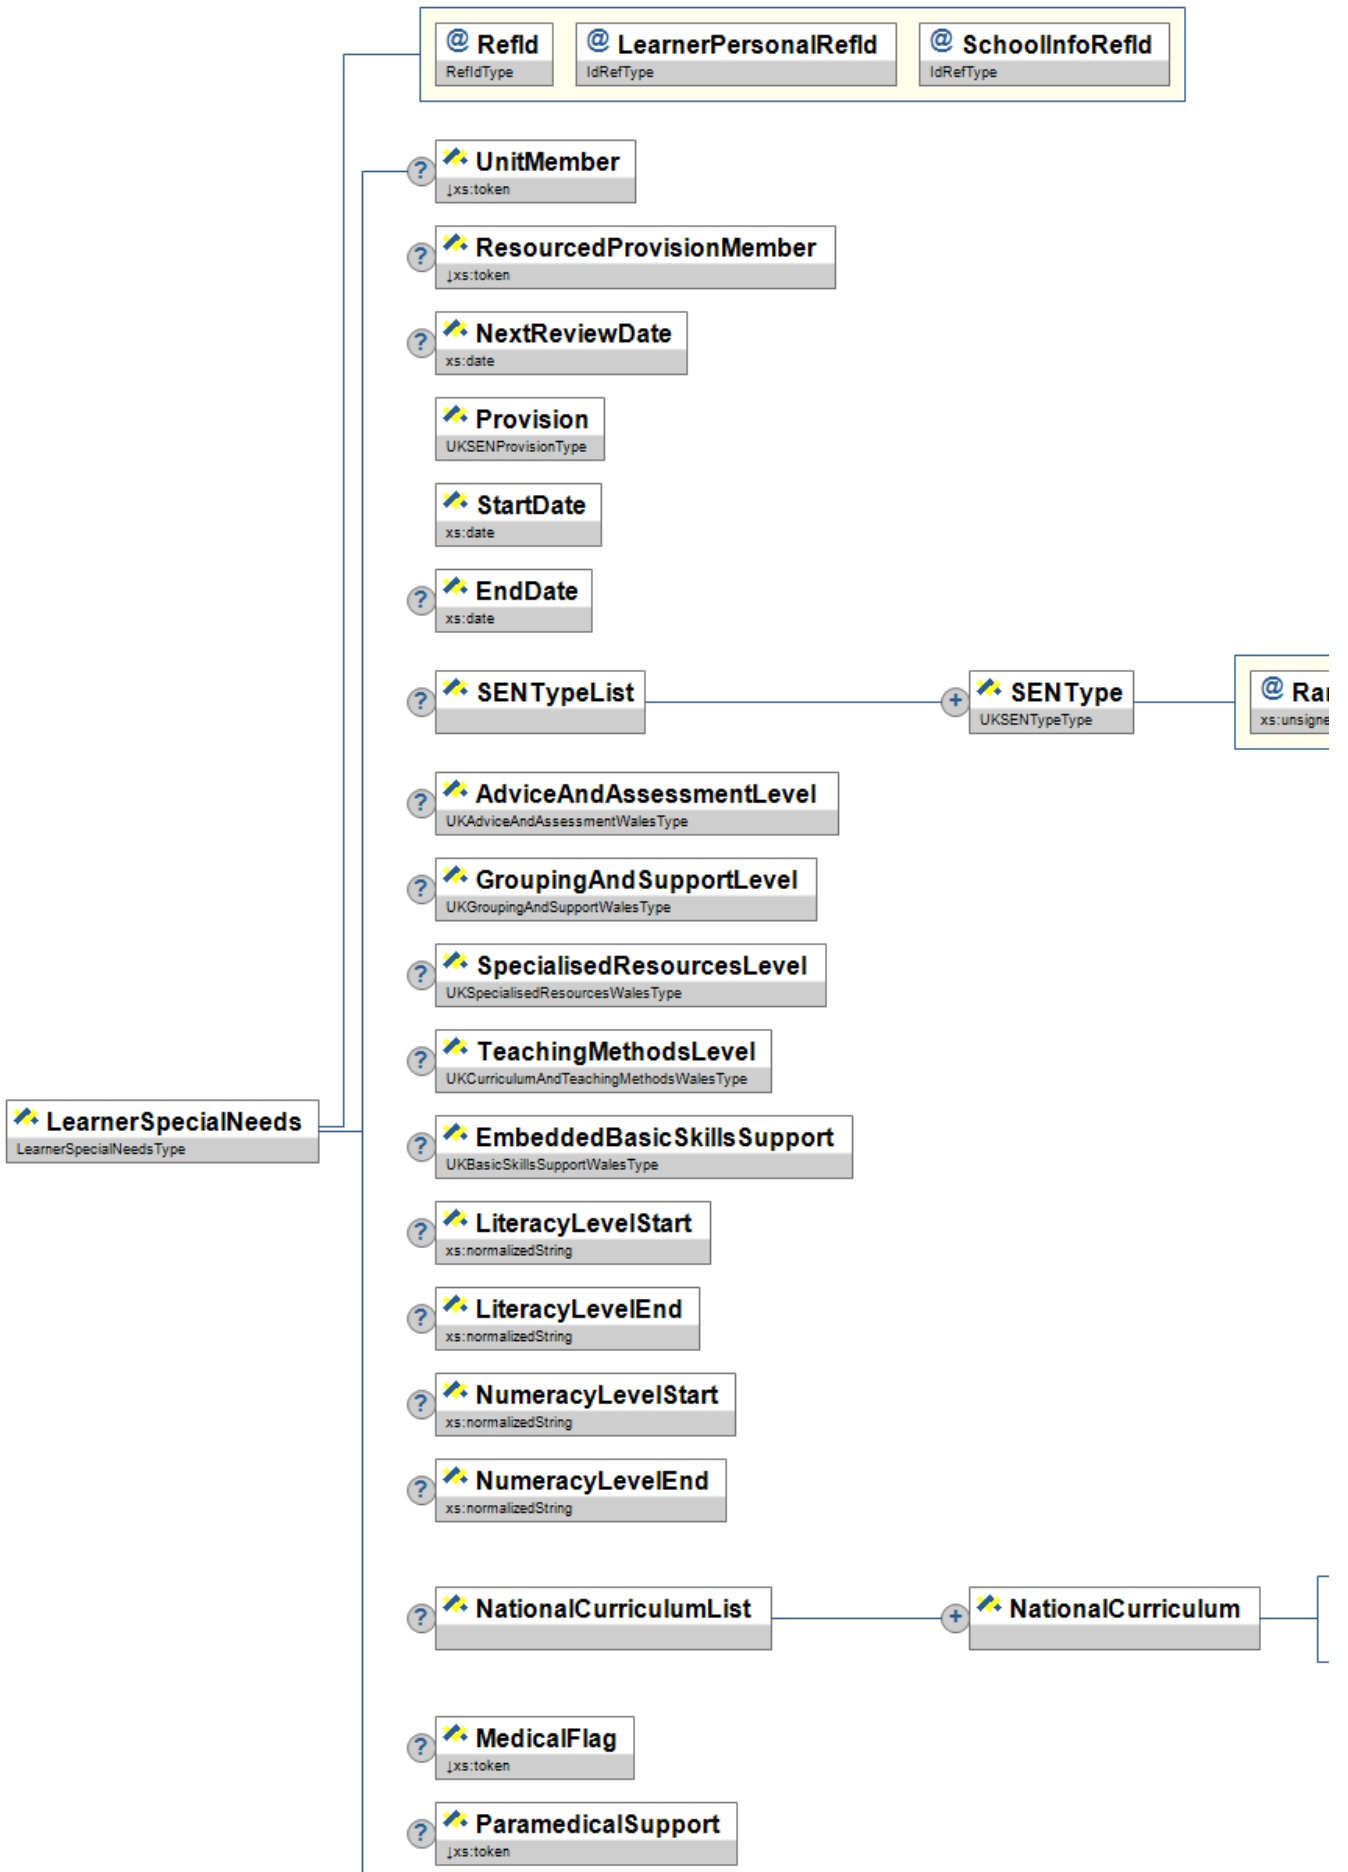 @ RefId @ LearnerPersonalRefId @ SchoolInfoRefId
RefIdType IdRefType IdRefType
? UnitMember
↓xs:token
? ResourcedProvisionMember
↓xs:token
? NextReviewDate
xs:date
Provision
UKSENProvisionType
StartDate
xs:date
? EndDate
xs:date
? SENTypeList + SENType @ Ran
UKSENTypeType xs:unsigne
? AdviceAndAssessmentLevel
UKAdviceAndAssessmentWalesType
? GroupingAndSupportLevel
UKGroupingAndSupportWalesType
? SpecialisedResourcesLevel
UKSpecialisedResourcesWalesType
? TeachingMethodsLevel
UKCurriculumAndTeachingMethodsWalesType
LearnerSpecialNeeds
LearnerSpecialNeedsType
? EmbeddedBasicSkillsSupport
UKBasicSkillsSupportWalesType
? LiteracyLevelStart
xs:normalizedString
? LiteracyLevelEnd
xs:normalizedString
? NumeracyLevelStart
xs:normalizedString
? NumeracyLevelEnd
xs:normalizedString
? NationalCurriculumList + NationalCurriculum
? MedicalFlag
↓xs:token
? ParamedicalSupport
↓xs:token